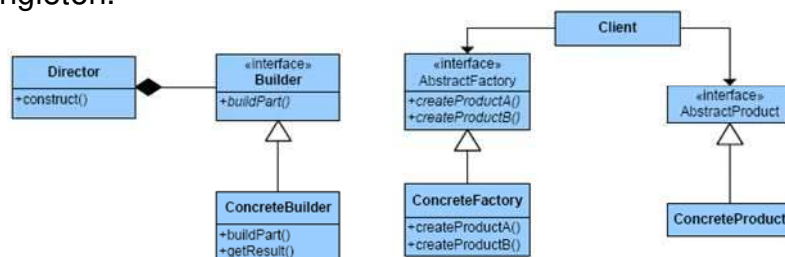 ngleton.
Director
+construct()
«interface»
Builder
+buildPart()
ConcreteBuilder
+buildPart()
+getResult()
Client
«interface»
AbstractFactory
+createProductA()
+createProductB()
ConcreteFactory
+createProductA()
+createProductB()
«interface»
AbstractProduct
ConcreteProduct